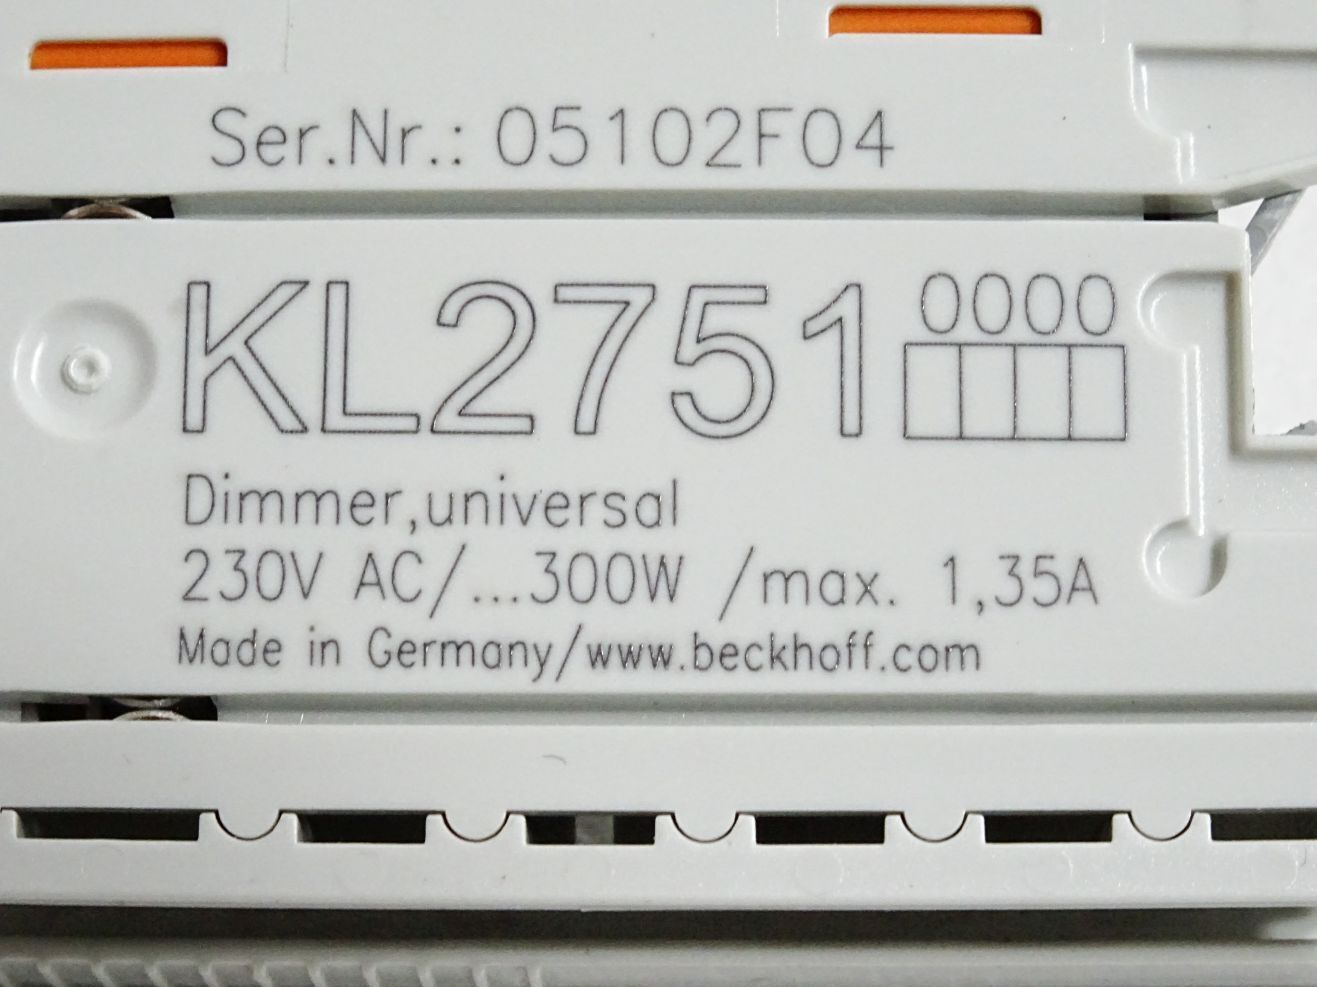 Ser.Nr.: 05102F04
KL2751 0000
Dimmer,universal
230V AC/...300W /max. 1,35A
Made in Germany/www.beckhoff.com